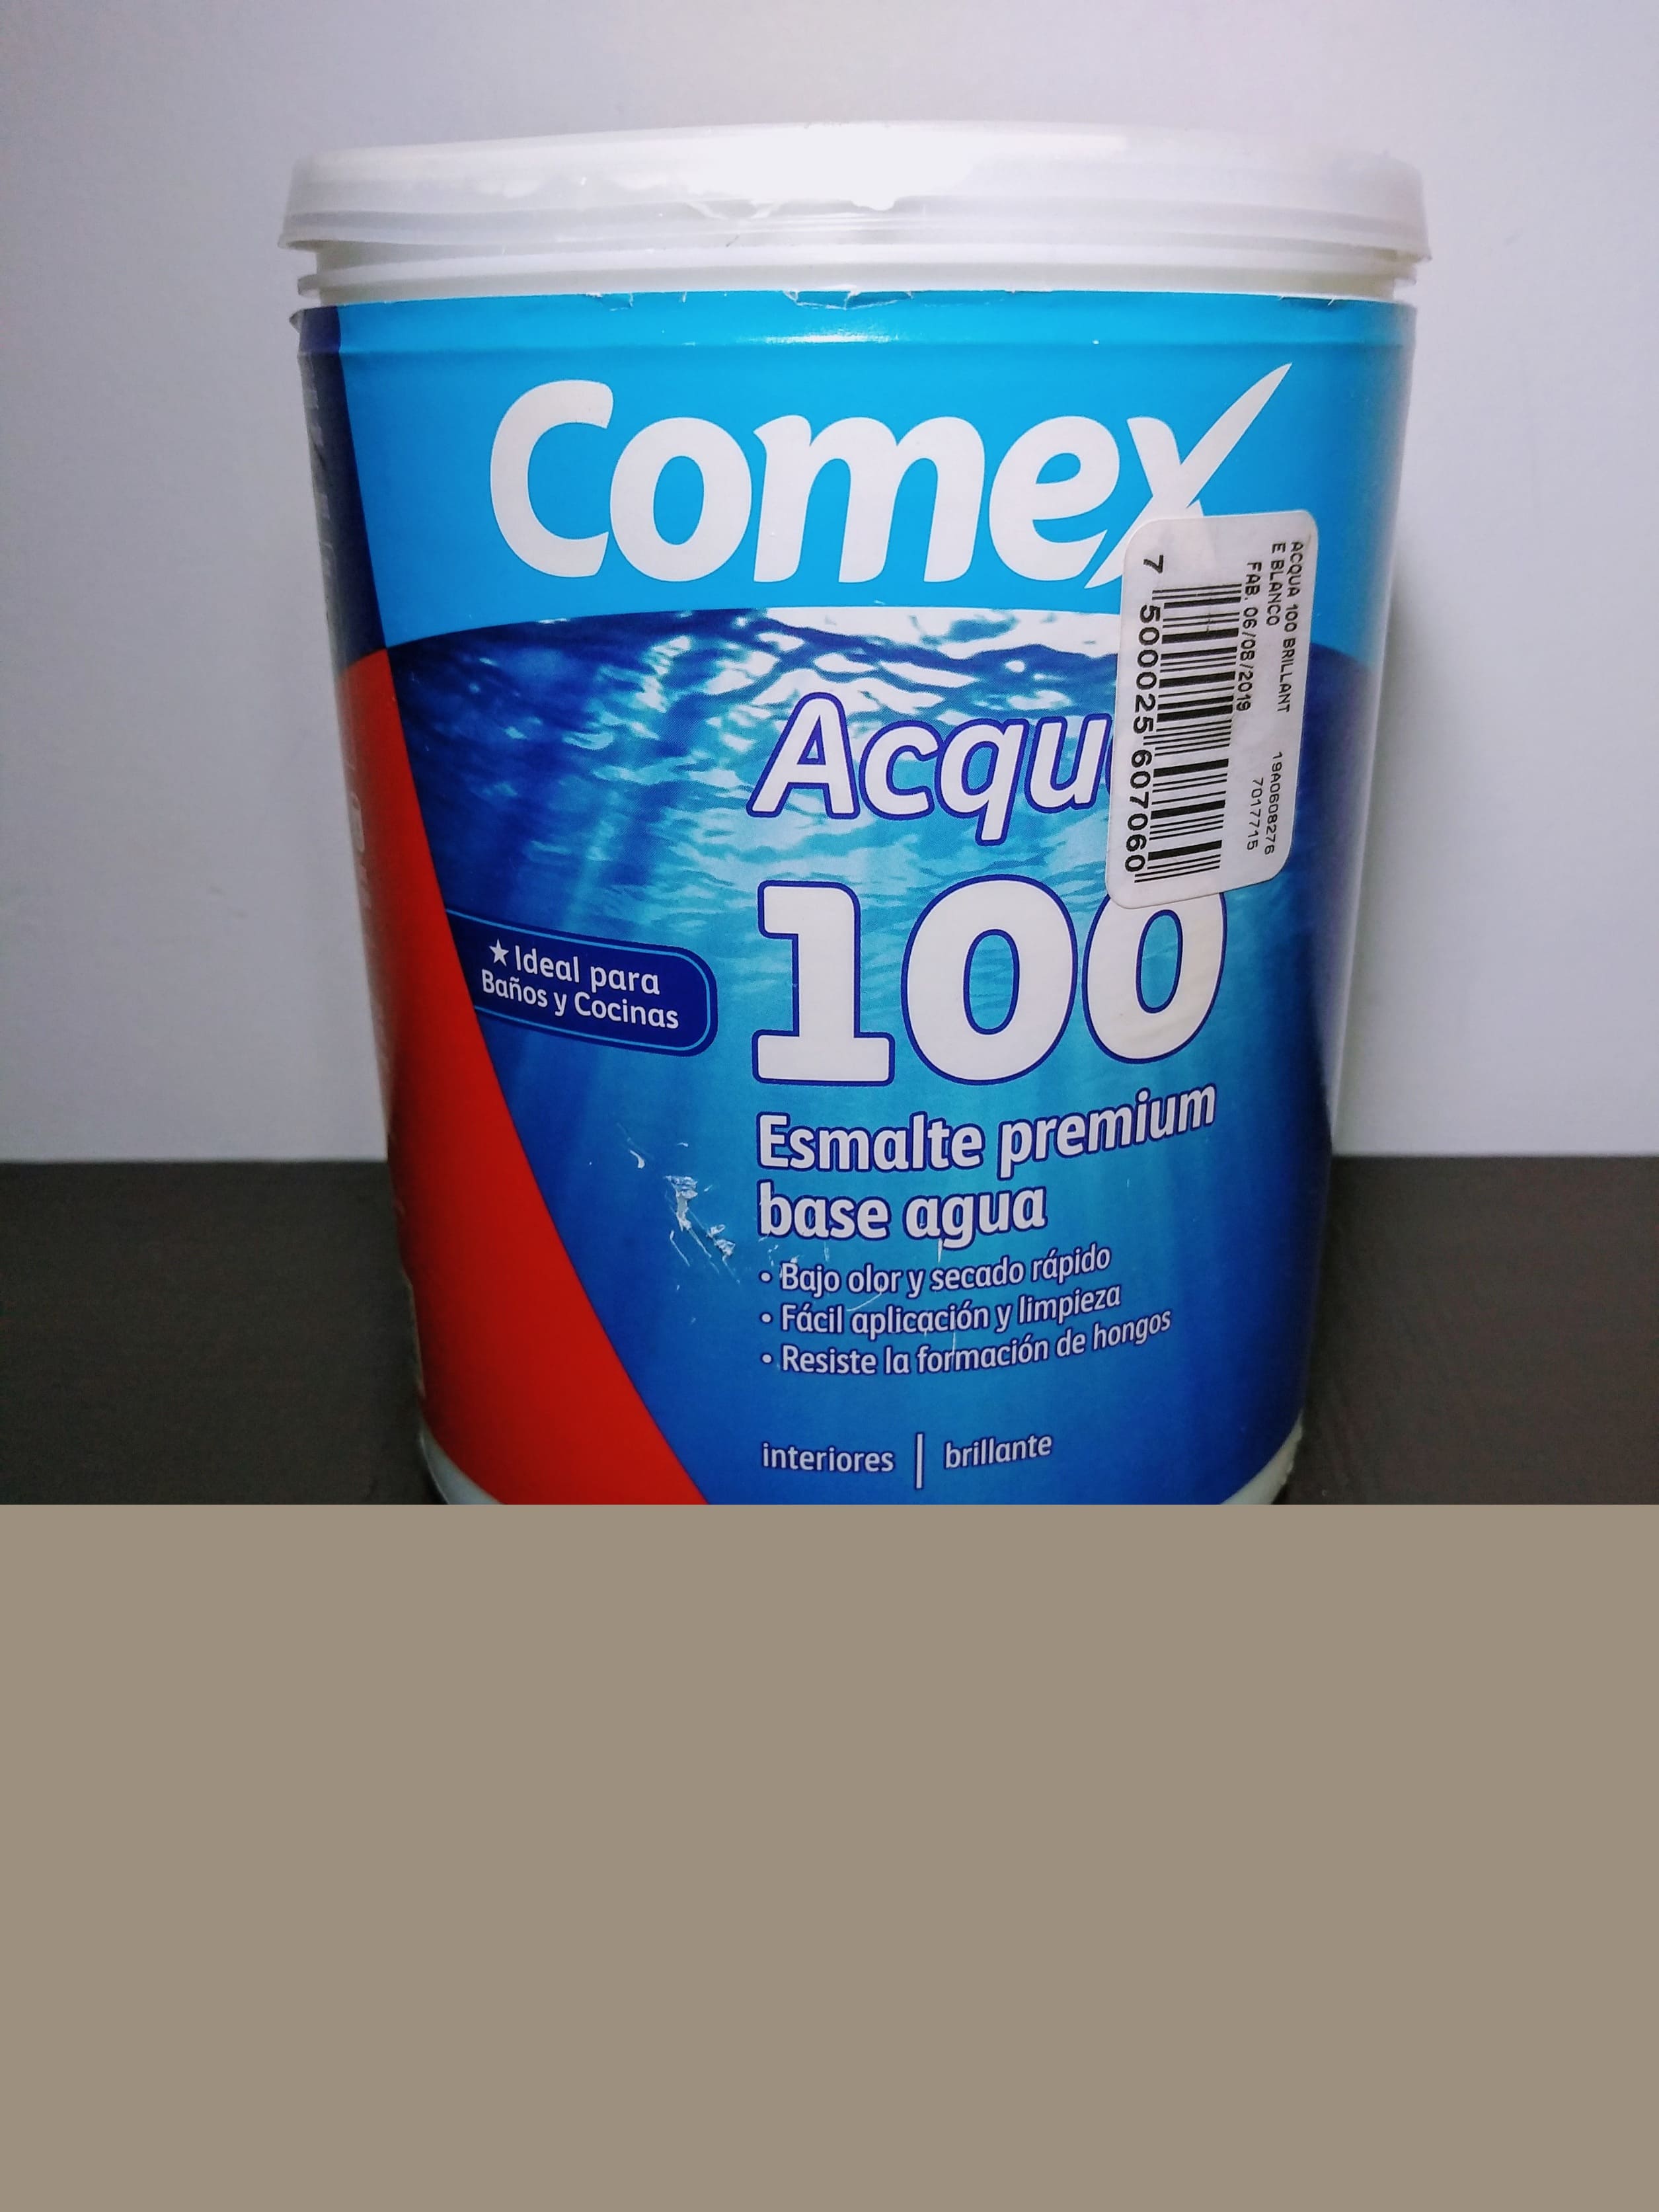 Comex
Acqu
100
★ Ideal para
Baños y Cocinas
Esmalte premium
base agua
• Bajo olor y secado rápido
• Fácil aplicación y limpieza
• Resiste la formación de hongos
interiores | brillante
ACQUA 100 BRILLANT
E BLANCO
19A0608276
FAB. 06/08/2019
7017715
7 500025 607060